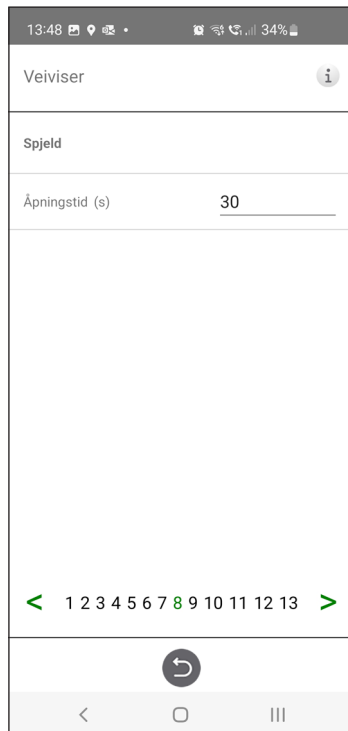 13:48 34%
Veiviser i
Spjeld
Åpningstid (s) 30
< 1 2 3 4 5 6 7 8 9 10 11 12 13 >